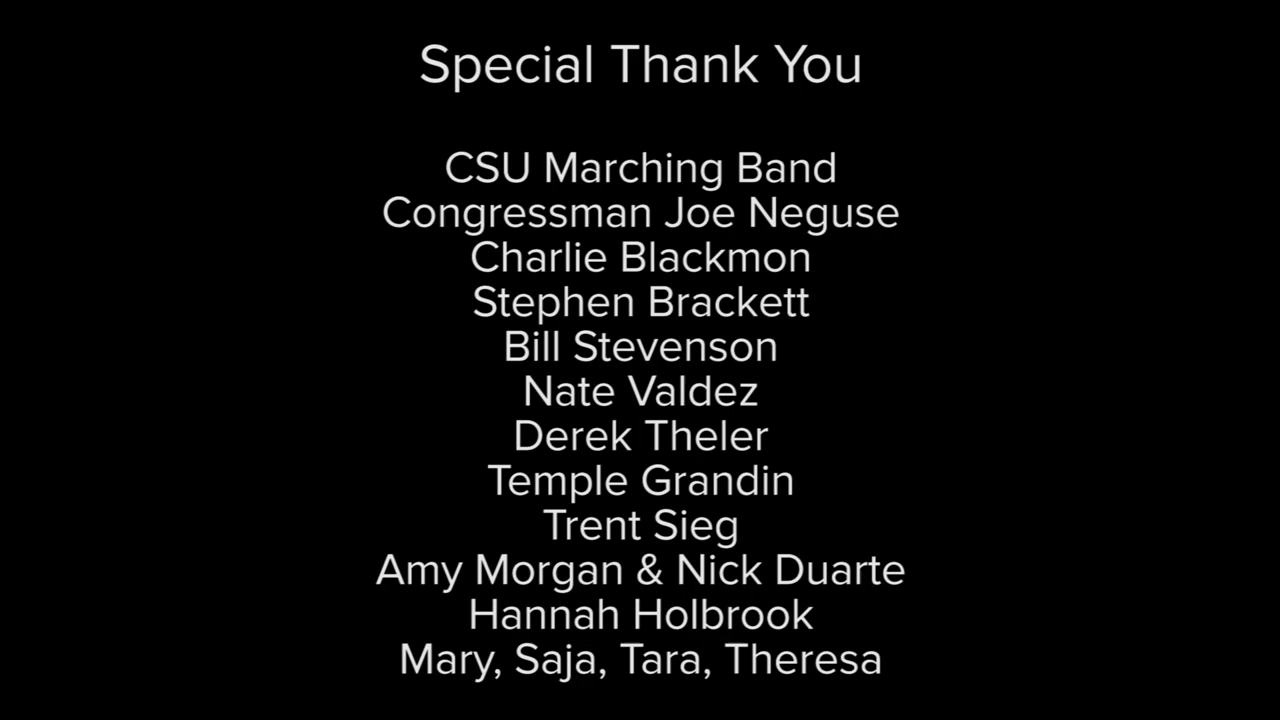 Special Thank You
CSU Marching Band
Congressman Joe Neguse
Charlie Blackmon
Stephen Brackett
Bill Stevenson
Nate Valdez
Derek Theler
Temple Grandin
Trent Sieg
Amy Morgan & Nick Duarte
Hannah Holbrook
Mary, Saja, Tara, Theresa